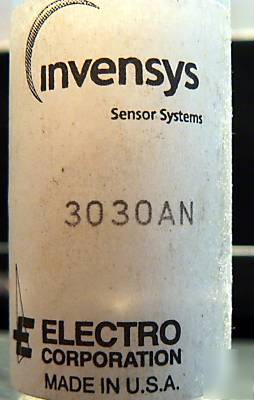 invensys
Sensor Systems
3030AN
E ELECTRO
CORPORATION
MADE IN U.S.A.